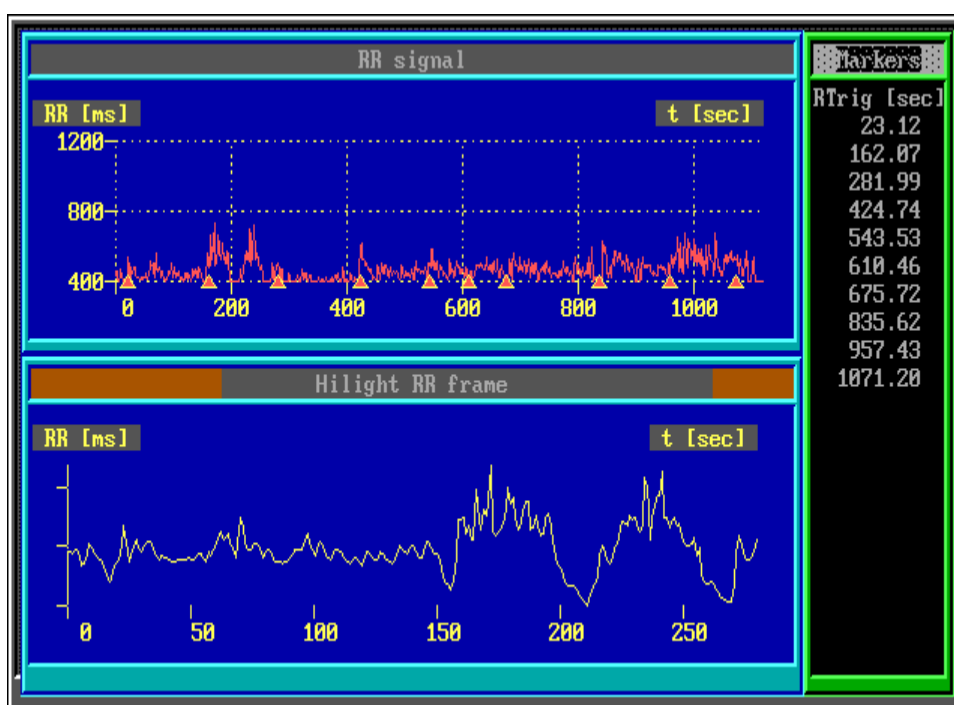 RR signal
RR [ms]
t [sec]
1200
800
400
0 200 400 600 800 1000
Hilight RR frame
RR [ms]
t [sec]
0 50 100 150 200 250
Markers
RTrig [sec]
23.12
162.07
281.99
424.74
543.53
610.46
675.72
835.62
957.43
1071.20